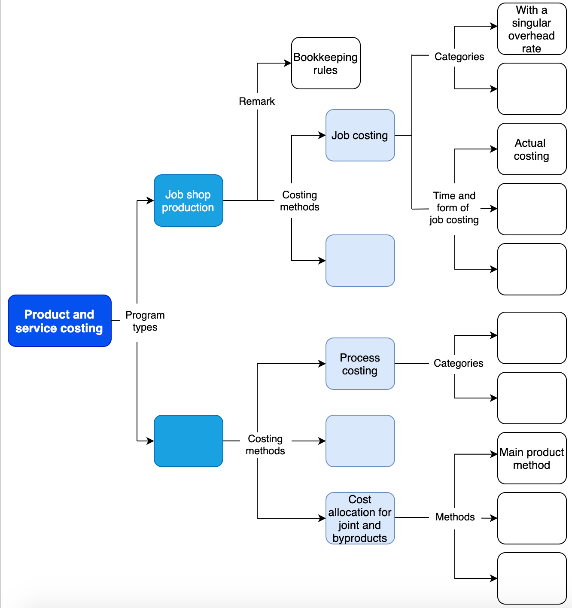 With a
singular
overhead
rate
Categories
Bookkeeping
rules
Remark
Job costing
Actual
costing
Job shop
production
Costing
methods
Time and
form of
job costing
Product and
service costing
Program
types
Process
costing
Categories
Costing
methods
Main product
method
Cost
allocation for
joint and
byproducts
Methods